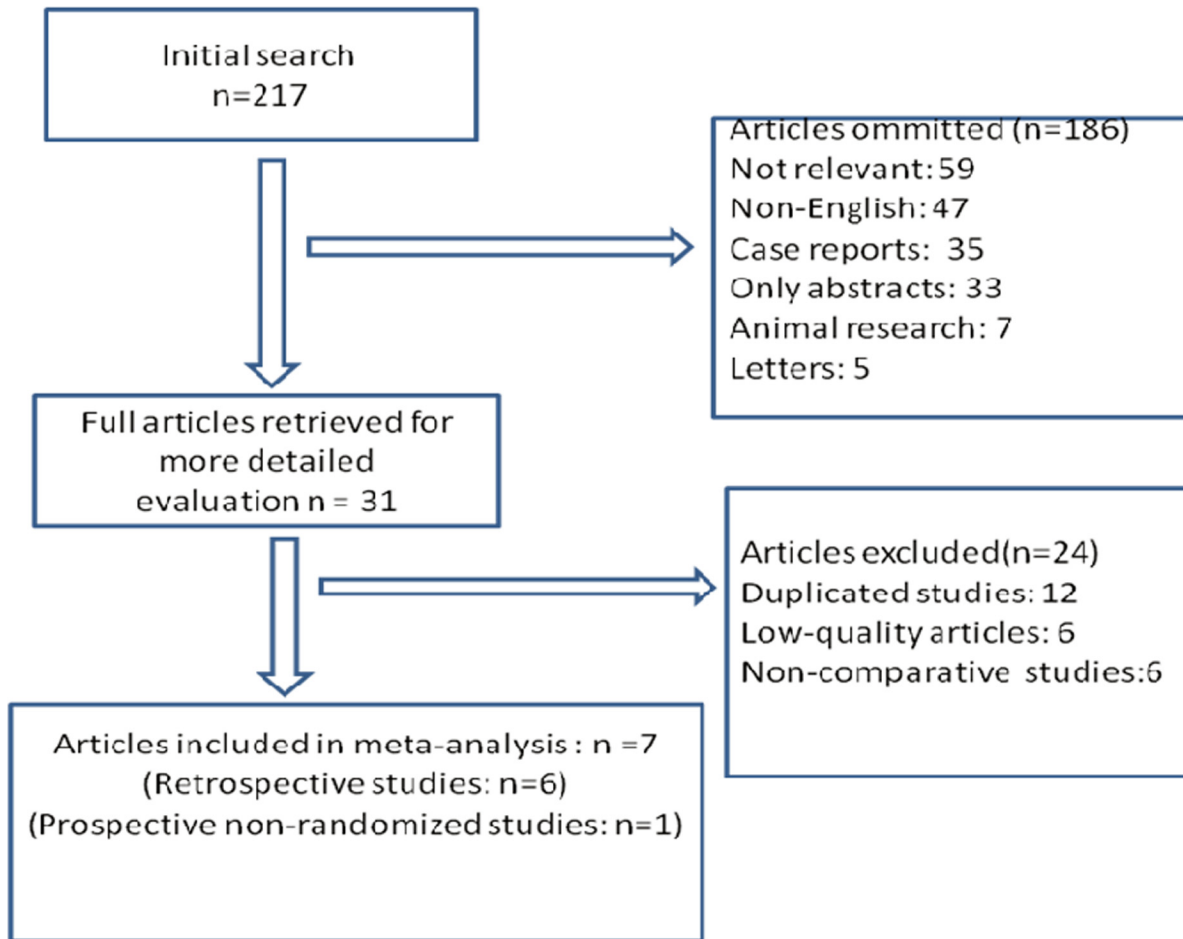 Initial search
n=217
Articles ommitted (n=186)
Not relevant: 59
Non-English: 47
Case reports:  35
Only abstracts: 33
Animal research: 7
Letters: 5
Full articles retrieved for
more detailed
evaluation n = 31
Articles excluded(n=24)
Duplicated studies: 12
Low-quality articles: 6
Non-comparative  studies:6
Articles included in meta-analysis : n =7
(Retrospective studies: n=6)
(Prospective non-randomized studies: n=1)